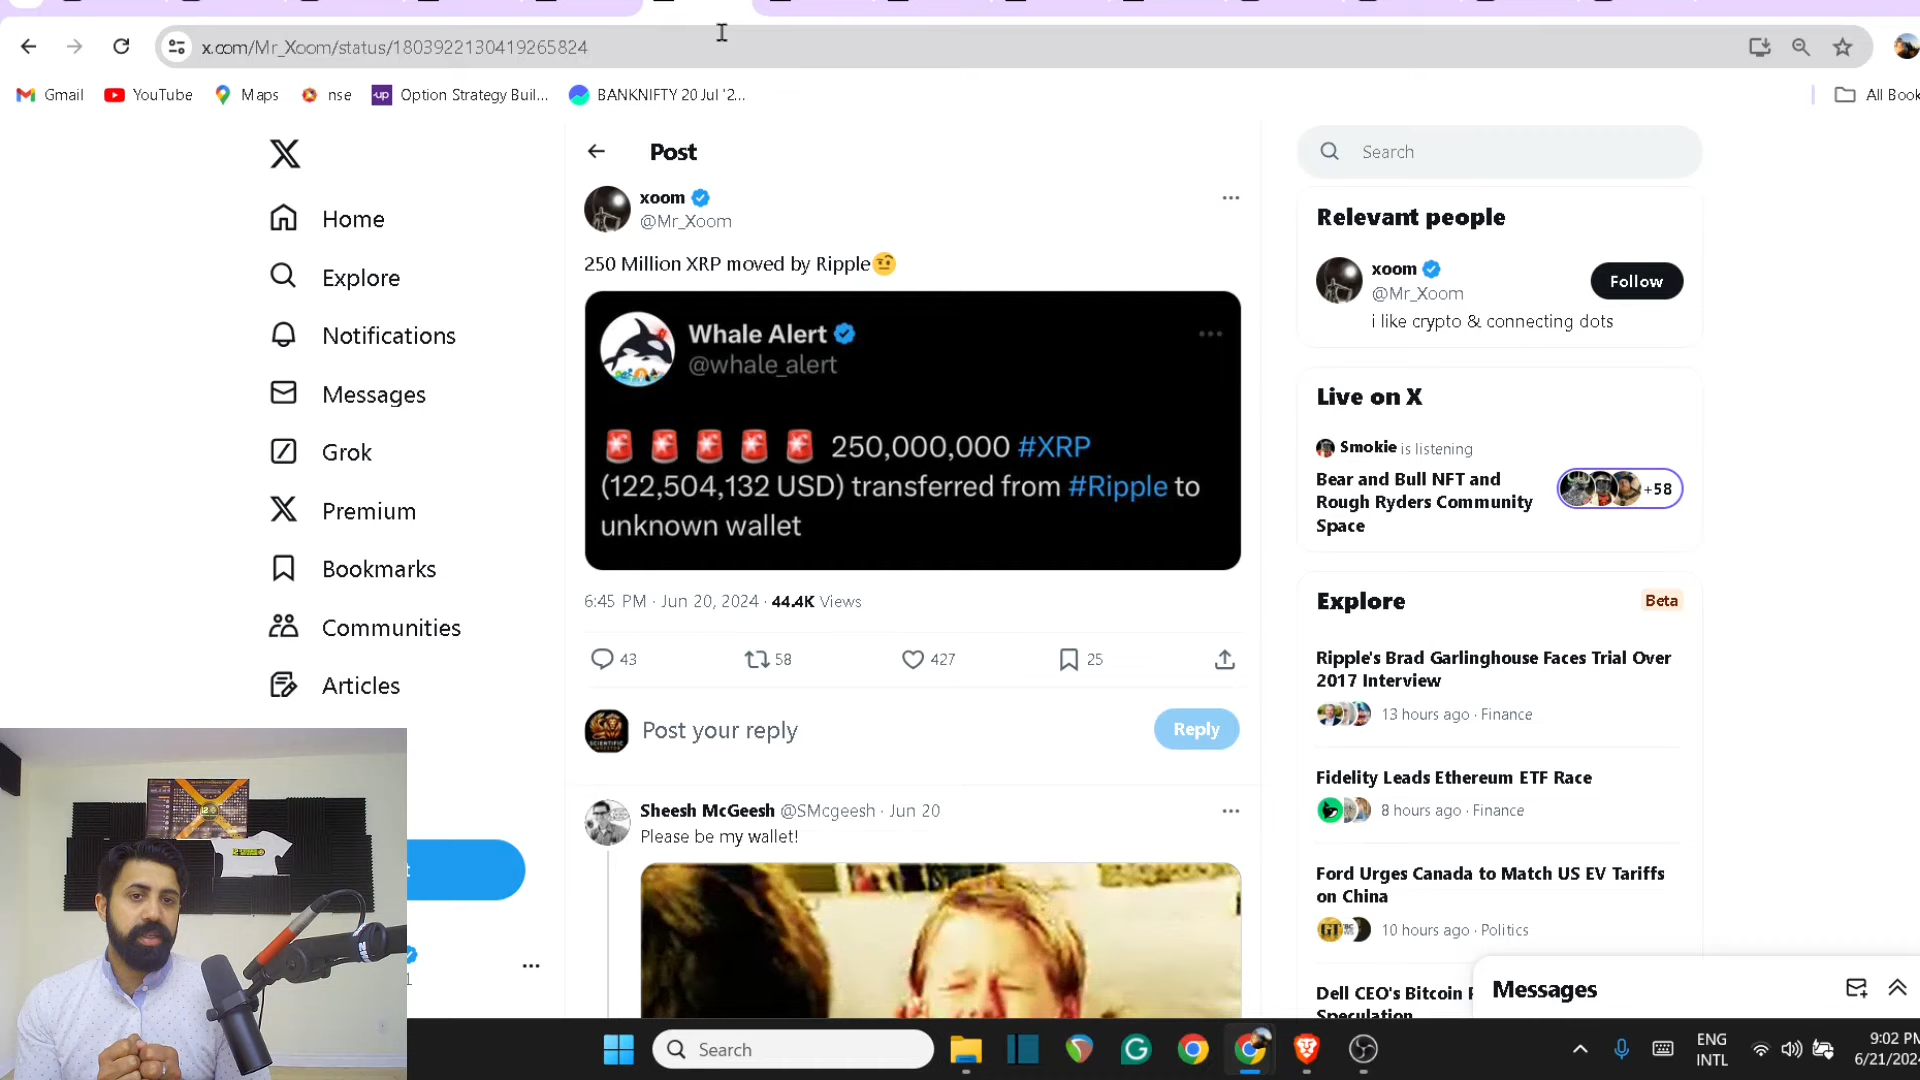 x.com/Mr_Xoom/status/1803922130419265824
Gmail
YouTube
Maps
nse
Option Strategy Buil...
BANKNIFTY 20 Jul '2...
All Book
Home
Explore
Notifications
Messages
Grok
Premium
Bookmarks
Communities
Articles
Post
xoom
@Mr_Xoom
250 Million XRP moved by Ripple🤨
Whale Alert
@whale_alert
🚨 🚨 🚨 🚨 🚨 250,000,000 #XRP
(122,504,132 USD) transferred from #Ripple to
unknown wallet
6:45 PM · Jun 20, 2024 · 44.4K Views
43
58
427
25
Post your reply
Reply
Sheesh McGeesh @SMcgeesh · Jun 20
Please be my wallet!
Search
Relevant people
xoom
@Mr_Xoom
Follow
i like crypto & connecting dots
Live on X
Smokie is listening
Bear and Bull NFT and
Rough Ryders Community
Space
+58
Explore
Beta
Ripple's Brad Garlinghouse Faces Trial Over
2017 Interview
13 hours ago · Finance
Fidelity Leads Ethereum ETF Race
8 hours ago · Finance
Ford Urges Canada to Match US EV Tariffs
on China
10 hours ago · Politics
Dell CEO's Bitcoin
Speculation
Messages
Search
ENG
INTL
9:02 PM
6/21/202